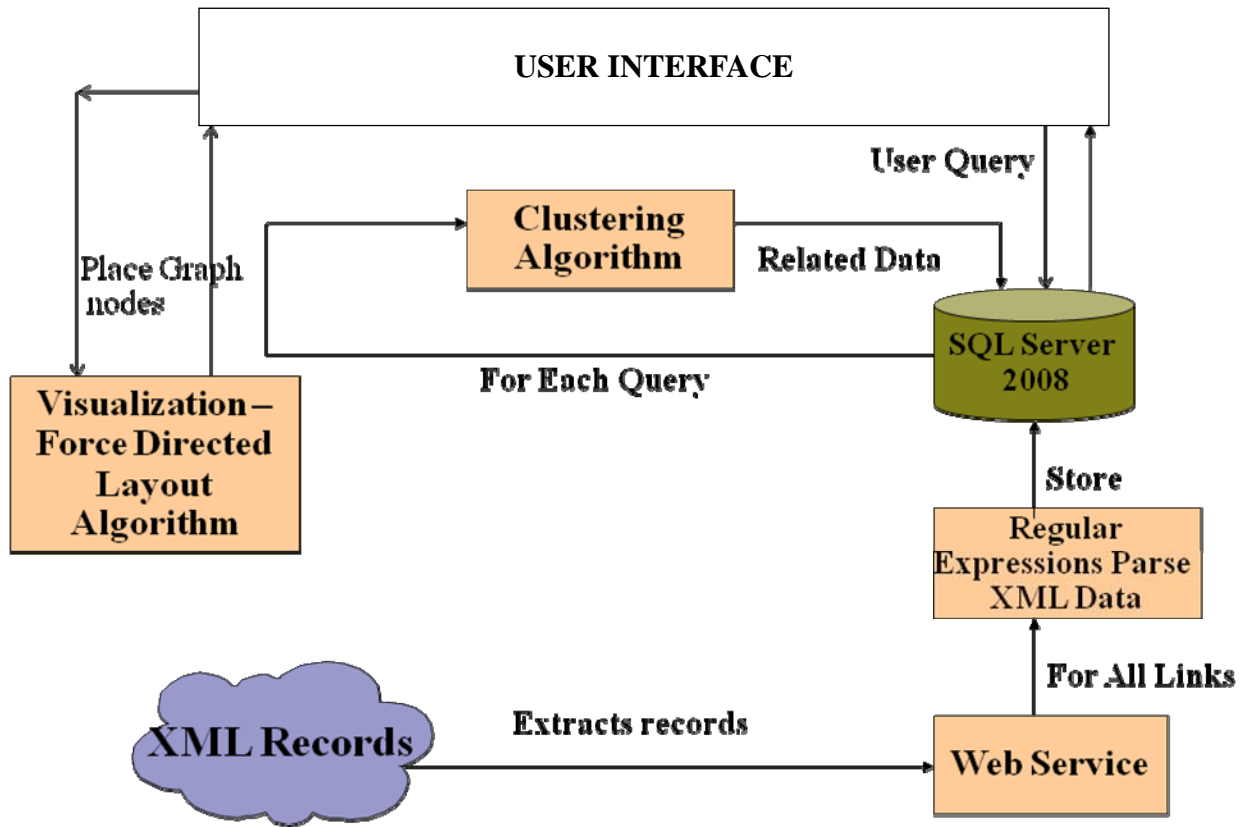 USER INTERFACE
User Query
Clustering
Algorithm
Related Data
Place Graph
nodes
SQL Server
2008
For Each Query
Visualization –
Force Directed
Layout
Algorithm
Store
Regular
Expressions Parse
XML Data
For All Links
XML Records
Extracts records
Web Service